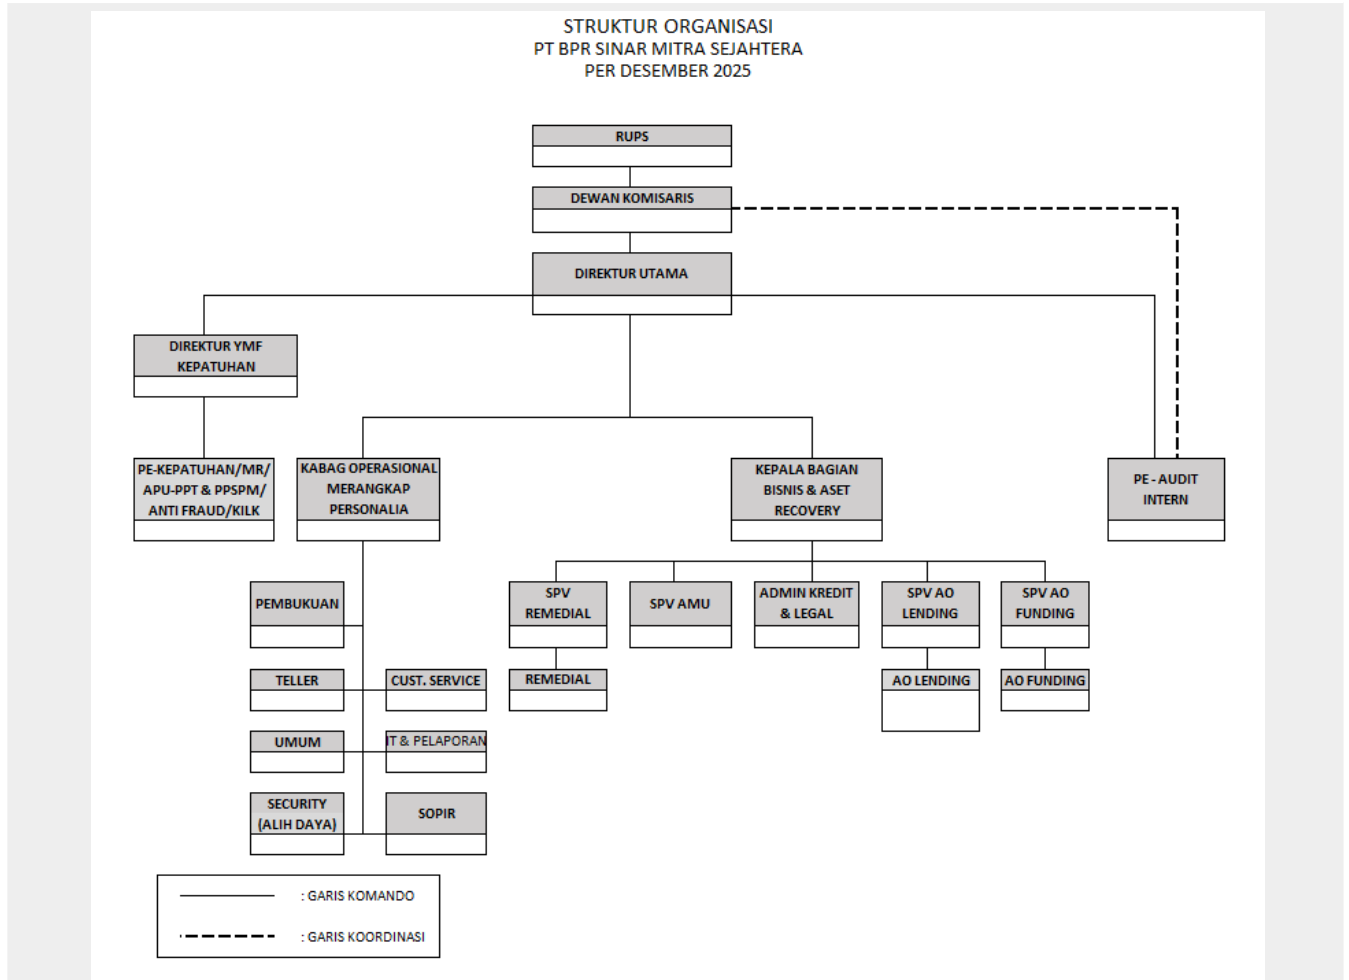 STRUKTUR ORGANISASI
PT BPR SINAR MITRA SEJAHTERA
PER DESEMBER 2025
RUPS
DEWAN KOMISARIS
DIREKTUR UTAMA
DIREKTUR YMF
KEPATUHAN
PE-KEPATUHAN/MR/
APU-PPT & PPSPM/
ANTI FRAUD/KILK
KABAG OPERASIONAL
MERANGKAP
PERSONALIA
KEPALA BAGIAN
BISNIS & ASET
RECOVERY
PE - AUDIT
INTERN
PEMBUKUAN
SPV
REMEDIAL
SPV AMU
ADMIN KREDIT
& LEGAL
SPV AO
LENDING
SPV AO
FUNDING
TELLER
CUST. SERVICE
REMEDIAL
AO LENDING
AO FUNDING
UMUM
IT & PELAPORAN
SECURITY
(ALIH DAYA)
SOPIR
: GARIS KOMANDO
: GARIS KOORDINASI